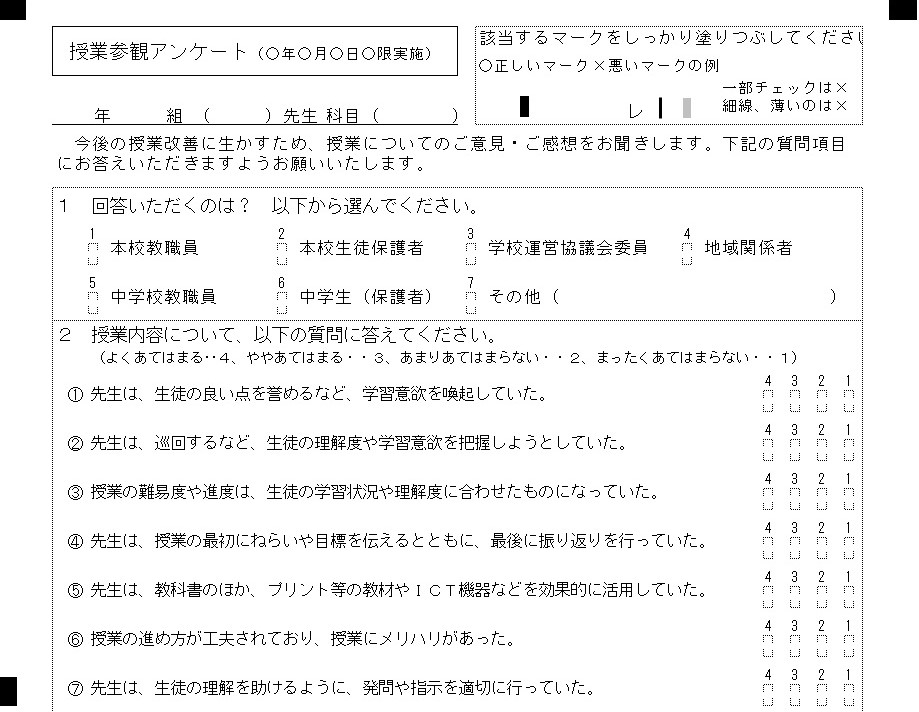 授業参観アンケート（○年○月○日○限実施）
該当するマークをしっかり塗りつぶしてくださ
○正しいマーク×悪いマークの例
一部チェックは×
細線、薄いのは×
レ
年　　組　（　　　）先生 科目（　　　　）
今後の授業改善に生かすため、授業についてのご意見・ご感想をお聞きします。下記の質問項目
にお答えいただきますようお願いいたします。
１　回答いただくのは？　以下から選んでください。
1 本校教職員　2 本校生徒保護者　3 学校運営協議会委員　4 地域関係者
5 中学校教職員　6 中学生（保護者）　7 その他（　　　　　　　　）
２　授業内容について、以下の質問に答えてください。
（よくあてはまる・・４、ややあてはまる・・３、あまりあてはまらない・・２、まったくあてはまらない・・１）
① 先生は、生徒の良い点を誉めるなど、学習意欲を喚起していた。 4 3 2 1
② 先生は、巡回するなど、生徒の理解度や学習意欲を把握しようとしていた。 4 3 2 1
③ 授業の難易度や進度は、生徒の学習状況や理解度に合わせたものになっていた。 4 3 2 1
④ 先生は、授業の最初にねらいや目標を伝えるとともに、最後に振り返りを行っていた。 4 3 2 1
⑤ 先生は、教科書のほか、プリント等の教材やＩＣＴ機器などを効果的に活用していた。 4 3 2 1
⑥ 授業の進め方が工夫されており、授業にメリハリがあった。 4 3 2 1
⑦ 先生は、生徒の理解を助けるように、発問や指示を適切に行っていた。 4 3 2 1